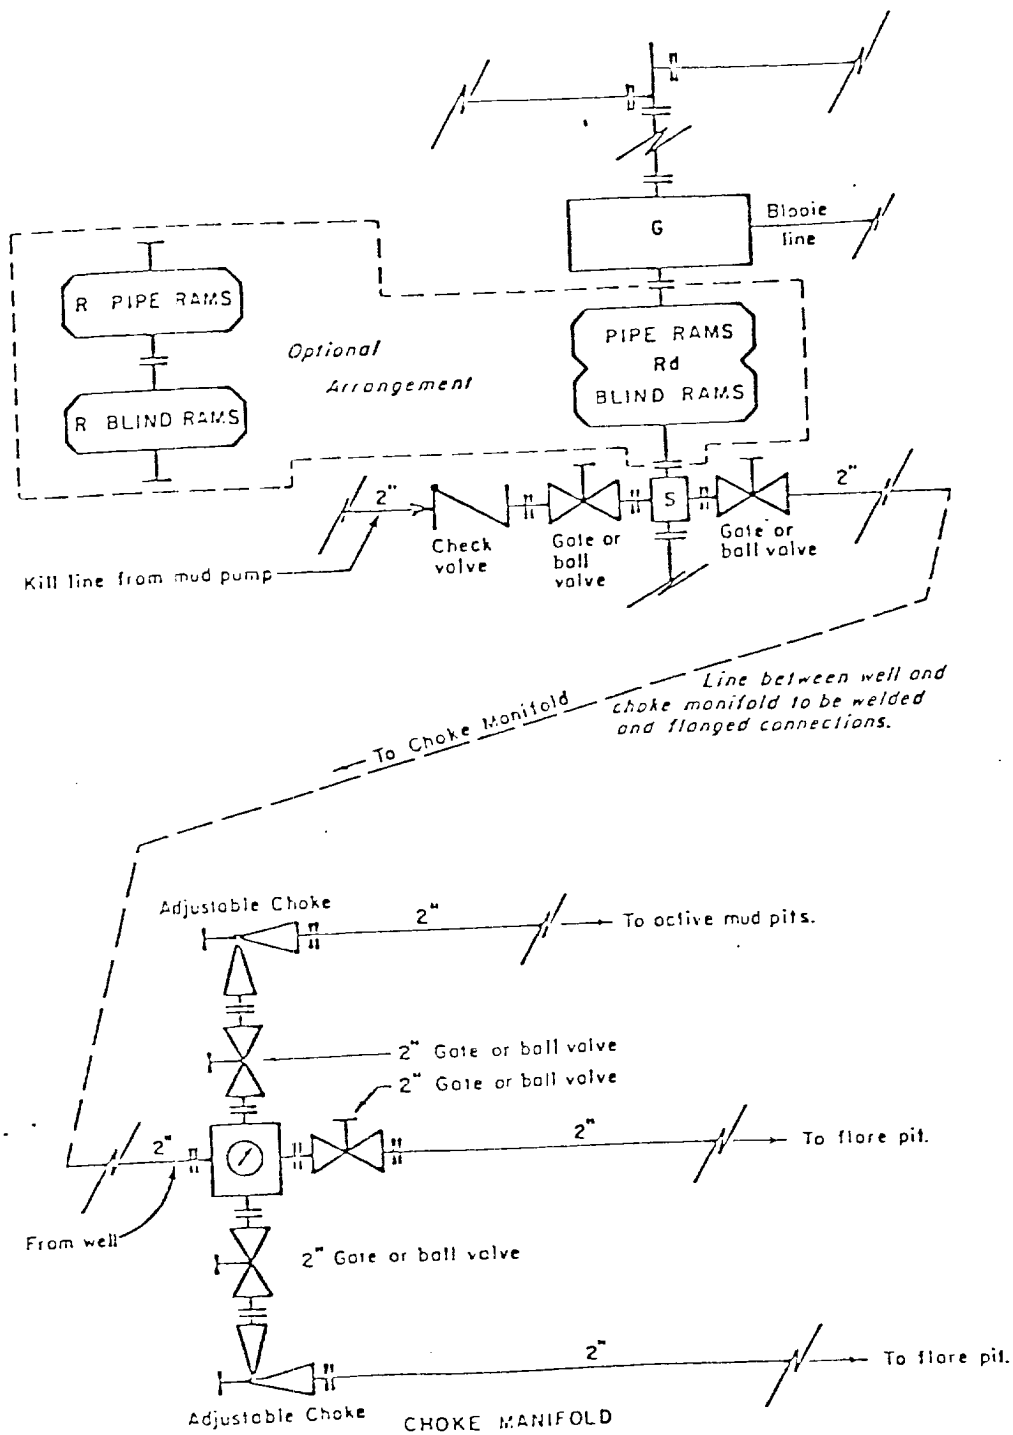 G
Blooie
line
R PIPE RAMS
PIPE RAMS
Rd
BLIND RAMS
Optional
Arrangement
R BLIND RAMS
2"
S
2"
Check
valve
Gate or
ball
valve
Gate or
ball valve
Kill line from mud pump
Line between well and
choke manifold to be welded
and flanged connections.
To Choke Manifold
Adjustable Choke
2"
To active mud pits.
2" Gate or ball valve
2" Gate or ball valve
2"
2"
To flare pit.
From well
2" Gate or ball valve
2"
To flare pit.
Adjustable Choke
CHOKE MANIFOLD